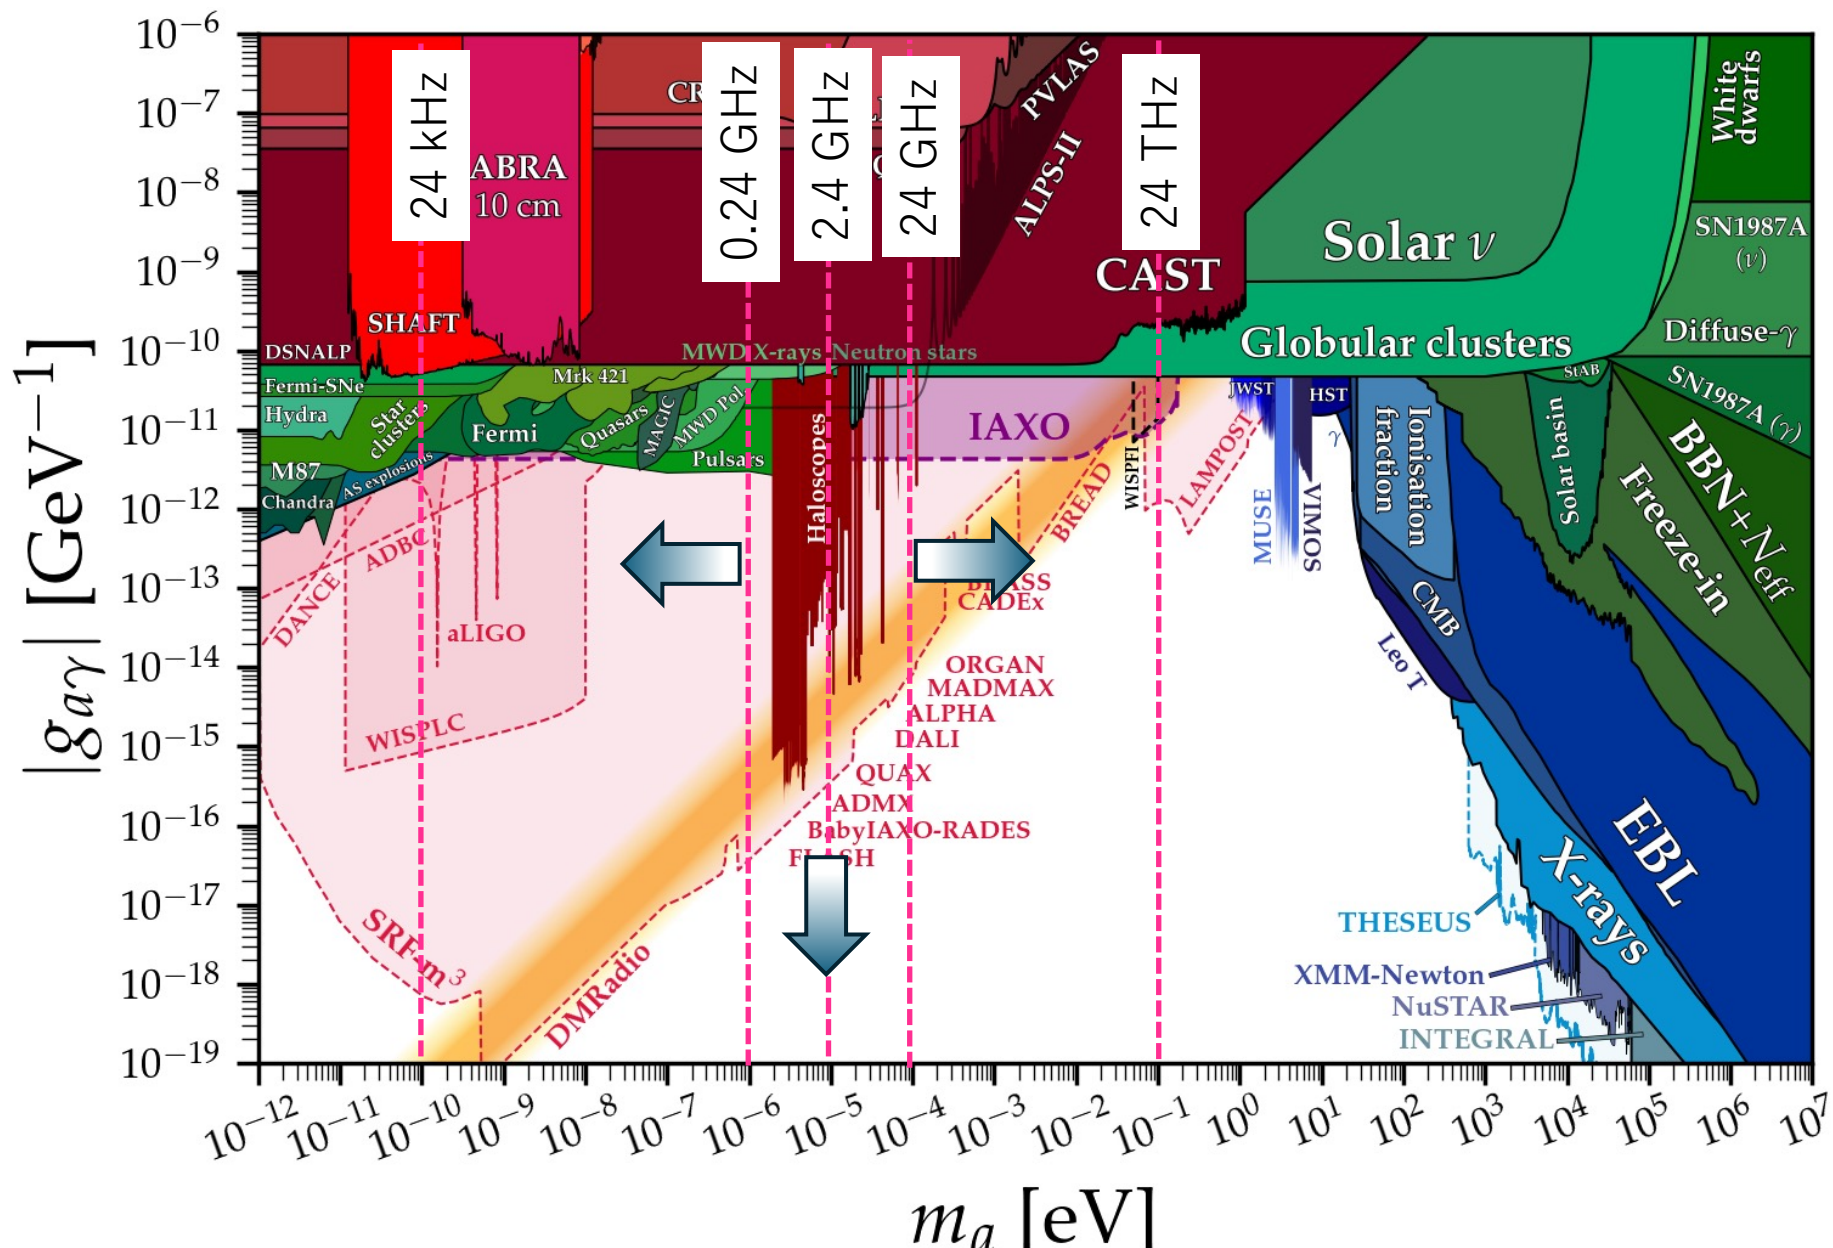 10−6
10−7
10−8
10−9
10−10
10−11
10−12
10−13
10−14
10−15
10−16
10−17
10−18
10−19
|gaγ| [GeV−1]
24 kHz
0.24 GHz
2.4 GHz
24 GHz
24 THz
CR
ABRA
10 cm
SHAFT
PVLAS
ALPS-II
CAST
Solar ν
White
dwarfs
SN1987A
(ν)
Diffuse-γ
Globular clusters
DSNALP
MWD X-rays
Neutron stars
Fermi-SNe
Mrk 421
Hydra
Star
clusters
Fermi
Quasars
MAGIC
MWD Pol.
Pulsars
M87
AS explosions
Chandra
Haloscopes
IAXO
WISPFI
LAMPOST
BREAD
JWST
HST
MUSE
VIMOS
γ
Ionisation
fraction
StAB
Solar basin
SN1987A (γ)
BBN+Neff
Freeze-in
CMB
Leo T
EBL
X-rays
THESEUS
XMM-Newton
NuSTAR
INTEGRAL
ADBC
DANCE
aLIGO
WISPLC
SRF-m3
DMRadio
CADEx
ORGAN
MADMAX
ALPHA
DALI
QUAX
ADMX
BabyIAXO-RADES
10−12
10−11
10−10
10−9
10−8
10−7
10−6
10−5
10−4
10−3
10−2
10−1
100
101
102
103
104
105
106
107
ma [eV]